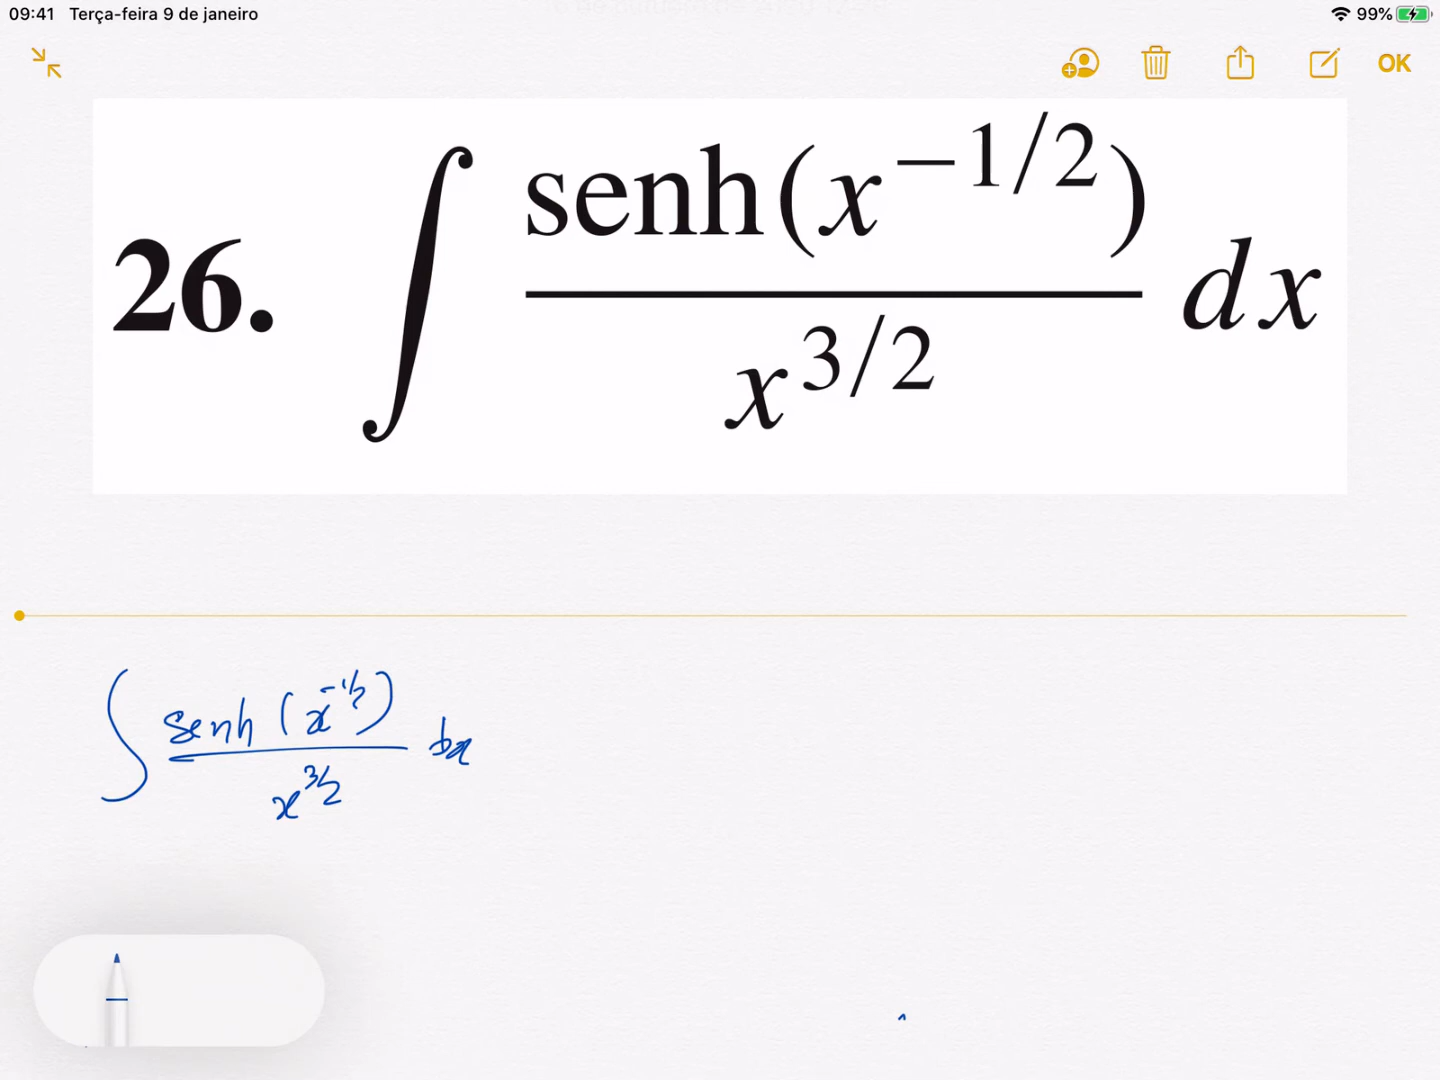 09:41 Terça-feira 9 de janeiro 99%
OK
26. ∫ senh(x^{-1/2}) / x^{3/2} dx
∫ senh (x^{-1/2}) / x^{3/2} dx